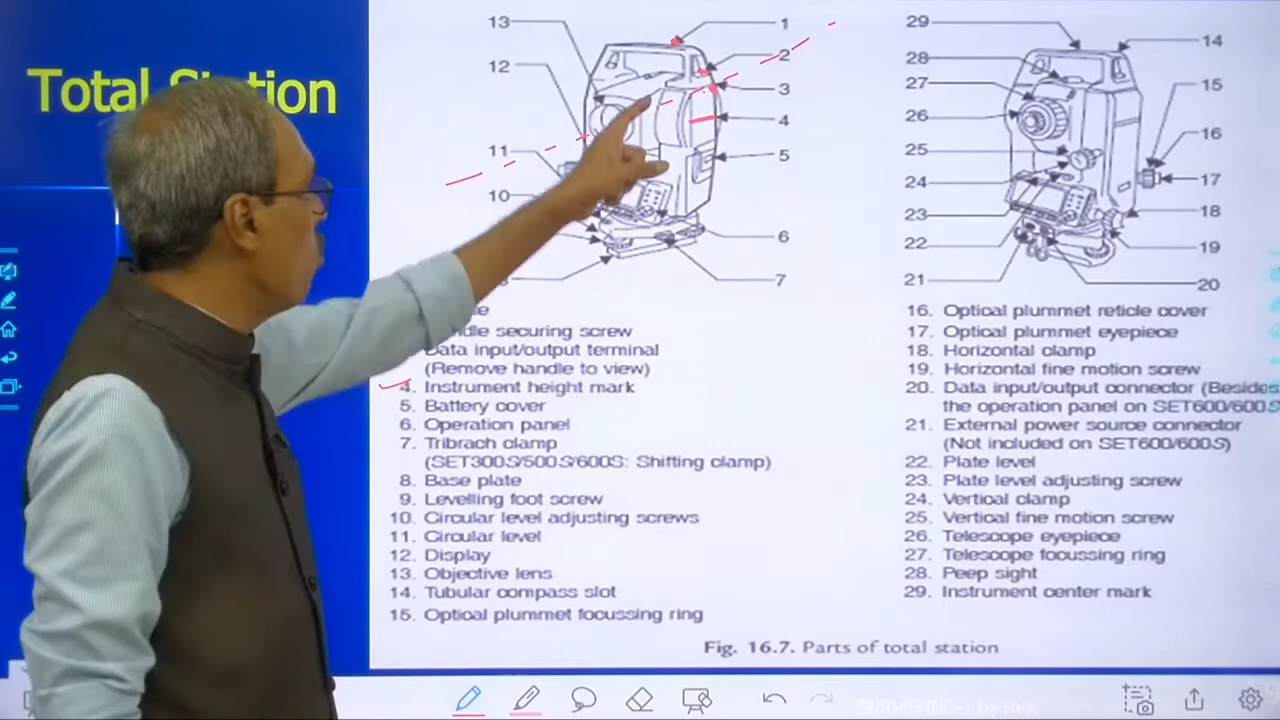 Total Station
13
12
11
10
1
2
3
4
5
6
7
29
28
27
26
25
24
23
22
21
14
15
16
17
18
19
20
securing screw
Data input/output terminal
(Remove handle to view)
4. Instrument height mark
5. Battery cover
6. Operation panel
7. Tribrach clamp
(SET300S/500S/600S: Shifting clamp)
8. Base plate
9. Levelling foot screw
10. Circular level adjusting screws
11. Circular level
12. Display
13. Objective lens
14. Tubular compass slot
15. Optical plummet focussing ring
16. Optical plummet reticle cover
17. Optical plummet eyepiece
18. Horizontal clamp
19. Horizontal fine motion screw
20. Data input/output connector (Besides
the operation panel on SET600/600S
21. External power source connector
(Not included on SET600/600S)
22. Plate level
23. Plate level adjusting screw
24. Vertical clamp
25. Vertical fine motion screw
26. Telescope eyepiece
27. Telescope focussing ring
28. Peep sight
29. Instrument center mark
Fig. 16.7. Parts of total station
SURVEYING-I by RVK